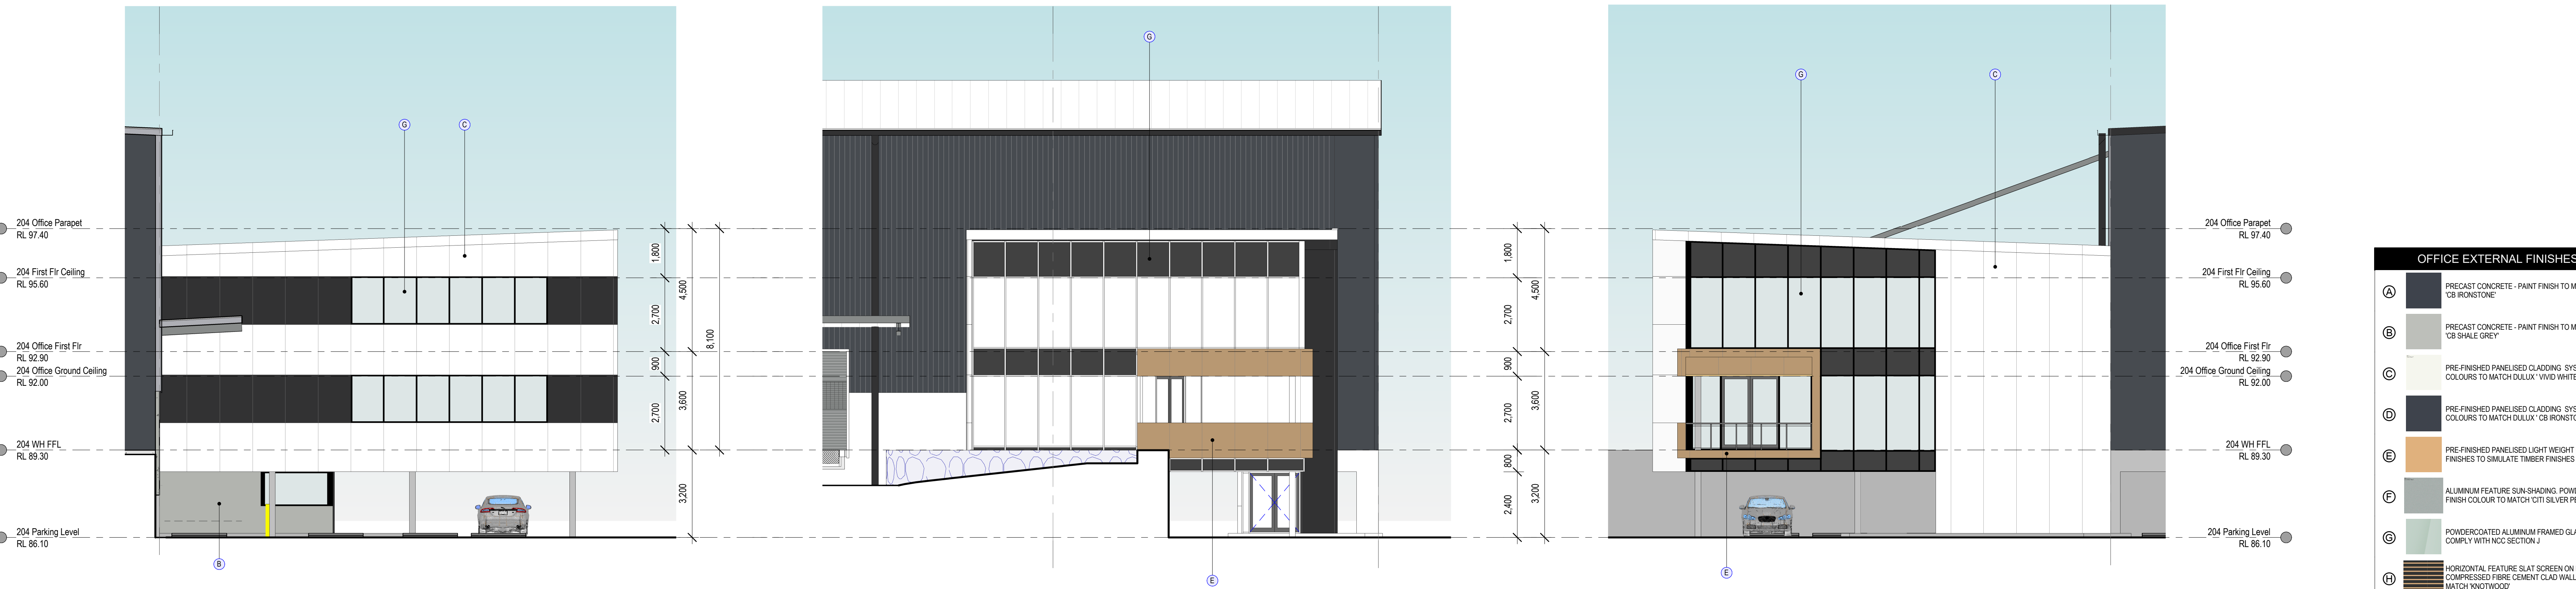 204 Office Parapet
RL 97.40
204 First Flr Ceiling
RL 95.60
204 Office First Flr
RL 92.90
204 Office Ground Ceiling
RL 92.00
204 WH FFL
RL 89.30
204 Parking Level
RL 86.10
G
C
B
1,800
2,700
900
2,700
4,500
3,600
3,200
8,100
G
E
1,800
2,700
900
2,700
800
2,400
4,500
3,600
3,200
G
C
E
204 Office Parapet
RL 97.40
204 First Flr Ceiling
RL 95.60
204 Office First Flr
RL 92.90
204 Office Ground Ceiling
RL 92.00
204 WH FFL
RL 89.30
204 Parking Level
RL 86.10
OFFICE EXTERNAL FINISHES
A
PRECAST CONCRETE - PAINT FINISH TO M
'CB IRONSTONE'
B
PRECAST CONCRETE - PAINT FINISH TO M
'CB SHALE GREY'
C
PRE-FINISHED PANELISED CLADDING SYS
COLOURS TO MATCH DULUX ' VIVID WHITE
D
PRE-FINISHED PANELISED CLADDING SYS
COLOURS TO MATCH DULUX ' CB IRONSTO
E
PRE-FINISHED PANELISED LIGHT WEIGHT
FINISHES TO SIMULATE TIMBER FINISHES
F
ALUMINUM FEATURE SUN-SHADING. POWD
FINISH COLOUR TO MATCH 'CITI SILVER PE
G
POWDERCOATED ALUMINUM FRAMED GLA
COMPLY WITH NCC SECTION J
H
HORIZONTAL FEATURE SLAT SCREEN ON
COMPRESSED FIBRE CEMENT CLAD WALL
MATCH 'KNOTWOOD'